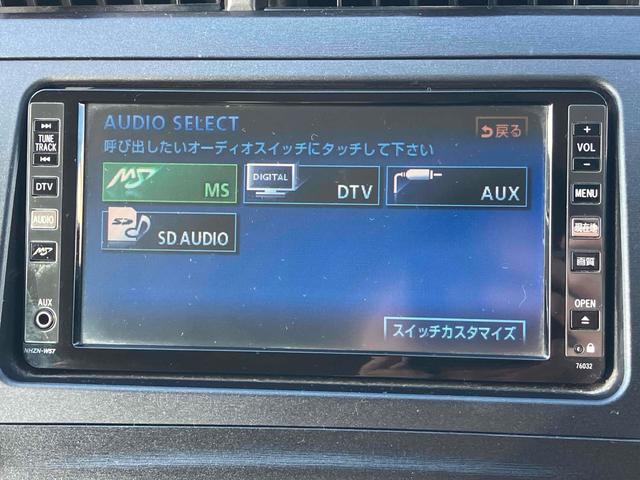 AUDIO SELECT
戻る
呼び出したいオーディオスイッチにタッチして下さい
MS MS
DIGITAL DTV
AUX
SD SD AUDIO
スイッチカスタマイズ
TUNE
TRACK
DTV
AUDIO
MS
AUX
NHZN-W57
+
VOL
-
MENU
現在地
画質
OPEN
76032